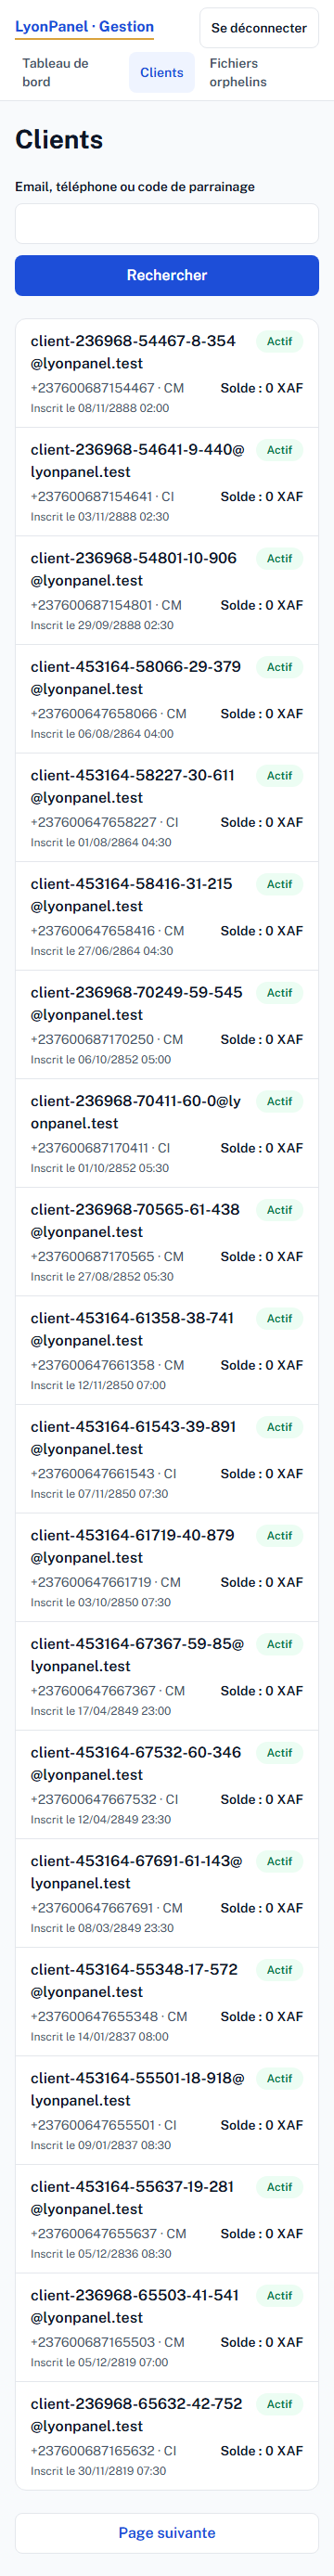 LyonPanel · Gestion
Se déconnecter
Tableau de
bord
Clients
Fichiers
orphelins
Clients
Email, téléphone ou code de parrainage
Rechercher
client-236968-54467-8-354
@lyonpanel.test
Actif
+237600687154467 · CM
Solde : 0 XAF
Inscrit le 08/11/2888 02:00
client-236968-54641-9-440@
lyonpanel.test
Actif
+237600687154641 · CI
Solde : 0 XAF
Inscrit le 03/11/2888 02:30
client-236968-54801-10-906
@lyonpanel.test
Actif
+237600687154801 · CM
Solde : 0 XAF
Inscrit le 29/09/2888 02:30
client-453164-58066-29-379
@lyonpanel.test
Actif
+237600647658066 · CM
Solde : 0 XAF
Inscrit le 06/08/2864 04:00
client-453164-58227-30-611
@lyonpanel.test
Actif
+237600647658227 · CI
Solde : 0 XAF
Inscrit le 01/08/2864 04:30
client-453164-58416-31-215
@lyonpanel.test
Actif
+237600647658416 · CM
Solde : 0 XAF
Inscrit le 27/06/2864 04:30
client-236968-70249-59-545
@lyonpanel.test
Actif
+237600687170250 · CM
Solde : 0 XAF
Inscrit le 06/10/2852 05:00
client-236968-70411-60-0@ly
onpanel.test
Actif
+237600687170411 · CI
Solde : 0 XAF
Inscrit le 01/10/2852 05:30
client-236968-70565-61-438
@lyonpanel.test
Actif
+237600687170565 · CM
Solde : 0 XAF
Inscrit le 27/08/2852 05:30
client-453164-61358-38-741
@lyonpanel.test
Actif
+237600647661358 · CM
Solde : 0 XAF
Inscrit le 12/11/2850 07:00
client-453164-61543-39-891
@lyonpanel.test
Actif
+237600647661543 · CI
Solde : 0 XAF
Inscrit le 07/11/2850 07:30
client-453164-61719-40-879
@lyonpanel.test
Actif
+237600647661719 · CM
Solde : 0 XAF
Inscrit le 03/10/2850 07:30
client-453164-67367-59-85@
lyonpanel.test
Actif
+237600647667367 · CM
Solde : 0 XAF
Inscrit le 17/04/2849 23:00
client-453164-67532-60-346
@lyonpanel.test
Actif
+237600647667532 · CI
Solde : 0 XAF
Inscrit le 12/04/2849 23:30
client-453164-67691-61-143@
lyonpanel.test
Actif
+237600647667691 · CM
Solde : 0 XAF
Inscrit le 08/03/2849 23:30
client-453164-55348-17-572
@lyonpanel.test
Actif
+237600647655348 · CM
Solde : 0 XAF
Inscrit le 14/01/2837 08:00
client-453164-55501-18-918@
lyonpanel.test
Actif
+237600647655501 · CI
Solde : 0 XAF
Inscrit le 09/01/2837 08:30
client-453164-55637-19-281
@lyonpanel.test
Actif
+237600647655637 · CM
Solde : 0 XAF
Inscrit le 05/12/2836 08:30
client-236968-65503-41-541
@lyonpanel.test
Actif
+237600687165503 · CM
Solde : 0 XAF
Inscrit le 05/12/2819 07:00
client-236968-65632-42-752
@lyonpanel.test
Actif
+237600687165632 · CI
Solde : 0 XAF
Inscrit le 30/11/2819 07:30
Page suivante